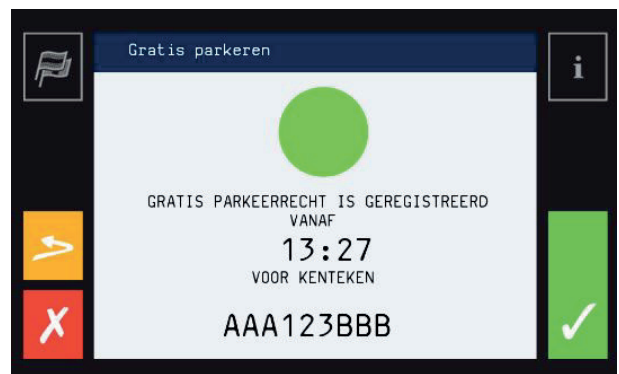 Gratis parkeren
i
GRATIS PARKEERRECHT IS GEREGISTREERD
VANAF
13:27
VOOR KENTEKEN
AAA123BBB